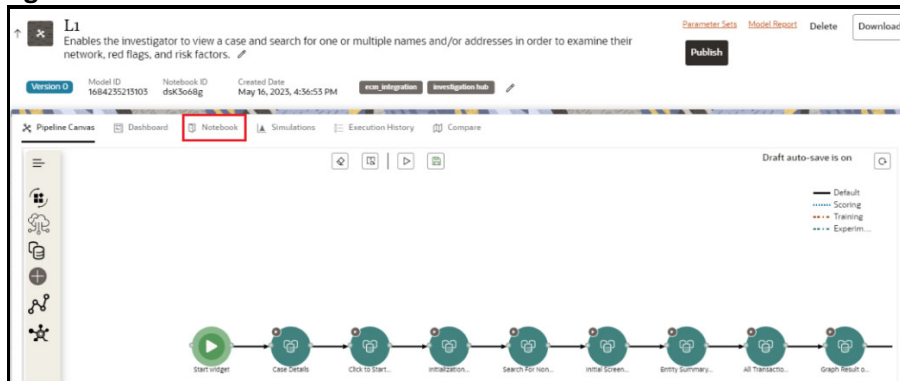 L1
Enables the investigator to view a case and search for one or multiple names and/or addresses in order to examine their
network, red flags, and risk factors.
Parameter Sets Model Report Delete Download
Publish
Version 0
Model ID Notebook ID Created Date
1684235213103 dsK3o68g May 16, 2023, 4:36:53 PM
ecm_integration investigation hub
Pipeline Canvas Dashboard Notebook Simulations Execution History Compare
Draft auto-save is on
Default
Scoring
Training
Experim...
Start widget Case Details Click to Start... Initialization... Search For Non... Initial Screen... Entity Summary... All Transactio... Graph Result o...